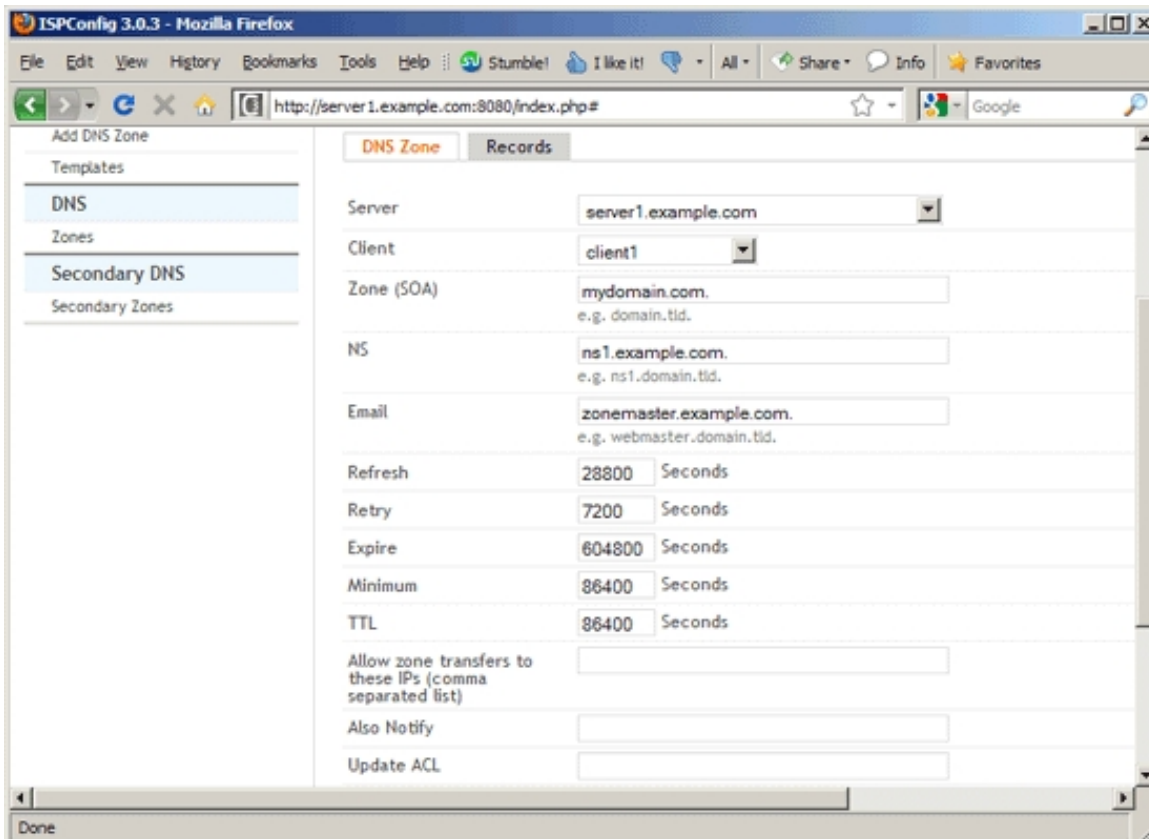 ISPConfig 3.0.3 - Mozilla Firefox
File Edit View History Bookmarks Tools Help Stumble! I like it! All Share Info Favorites
http://server1.example.com:8080/index.php# Google
Add DNS Zone
Templates
DNS
Zones
Secondary DNS
Secondary Zones
DNS Zone Records
Server server1.example.com
Client client1
Zone (SOA) mydomain.com.
e.g. domain.tld.
NS ns1.example.com.
e.g. ns1.domain.tld.
Email zonemaster.example.com.
e.g. webmaster.domain.tld.
Refresh 28800 Seconds
Retry 7200 Seconds
Expire 604800 Seconds
Minimum 86400 Seconds
TTL 86400 Seconds
Allow zone transfers to
these IPs (comma
separated list)
Also Notify
Update ACL
Done